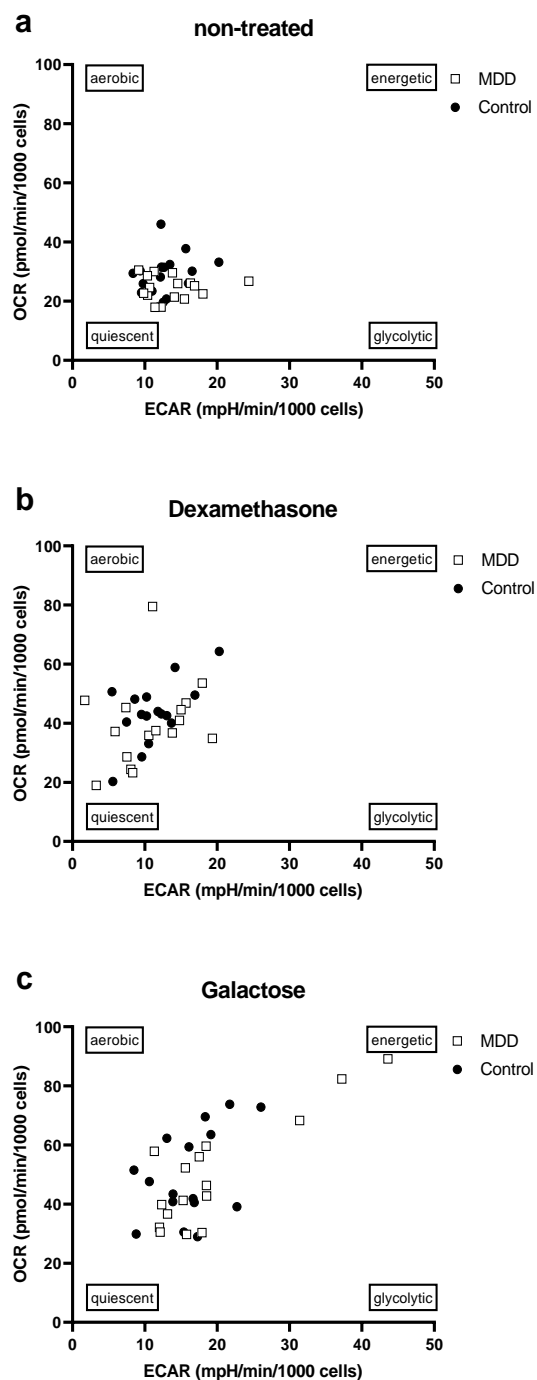 a
non-treated
100
80
60
40
20
0
OCR (pmol/min/1000 cells)
aerobic
energetic
quiescent
glycolytic
MDD
Control
0 10 20 30 40 50
ECAR (mpH/min/1000 cells)
b
Dexamethasone
100
80
60
40
20
0
OCR (pmol/min/1000 cells)
aerobic
energetic
quiescent
glycolytic
MDD
Control
0 10 20 30 40 50
ECAR (mpH/min/1000 cells)
c
Galactose
100
80
60
40
20
0
OCR (pmol/min/1000 cells)
aerobic
energetic
quiescent
glycolytic
MDD
Control
0 10 20 30 40 50
ECAR (mpH/min/1000 cells)